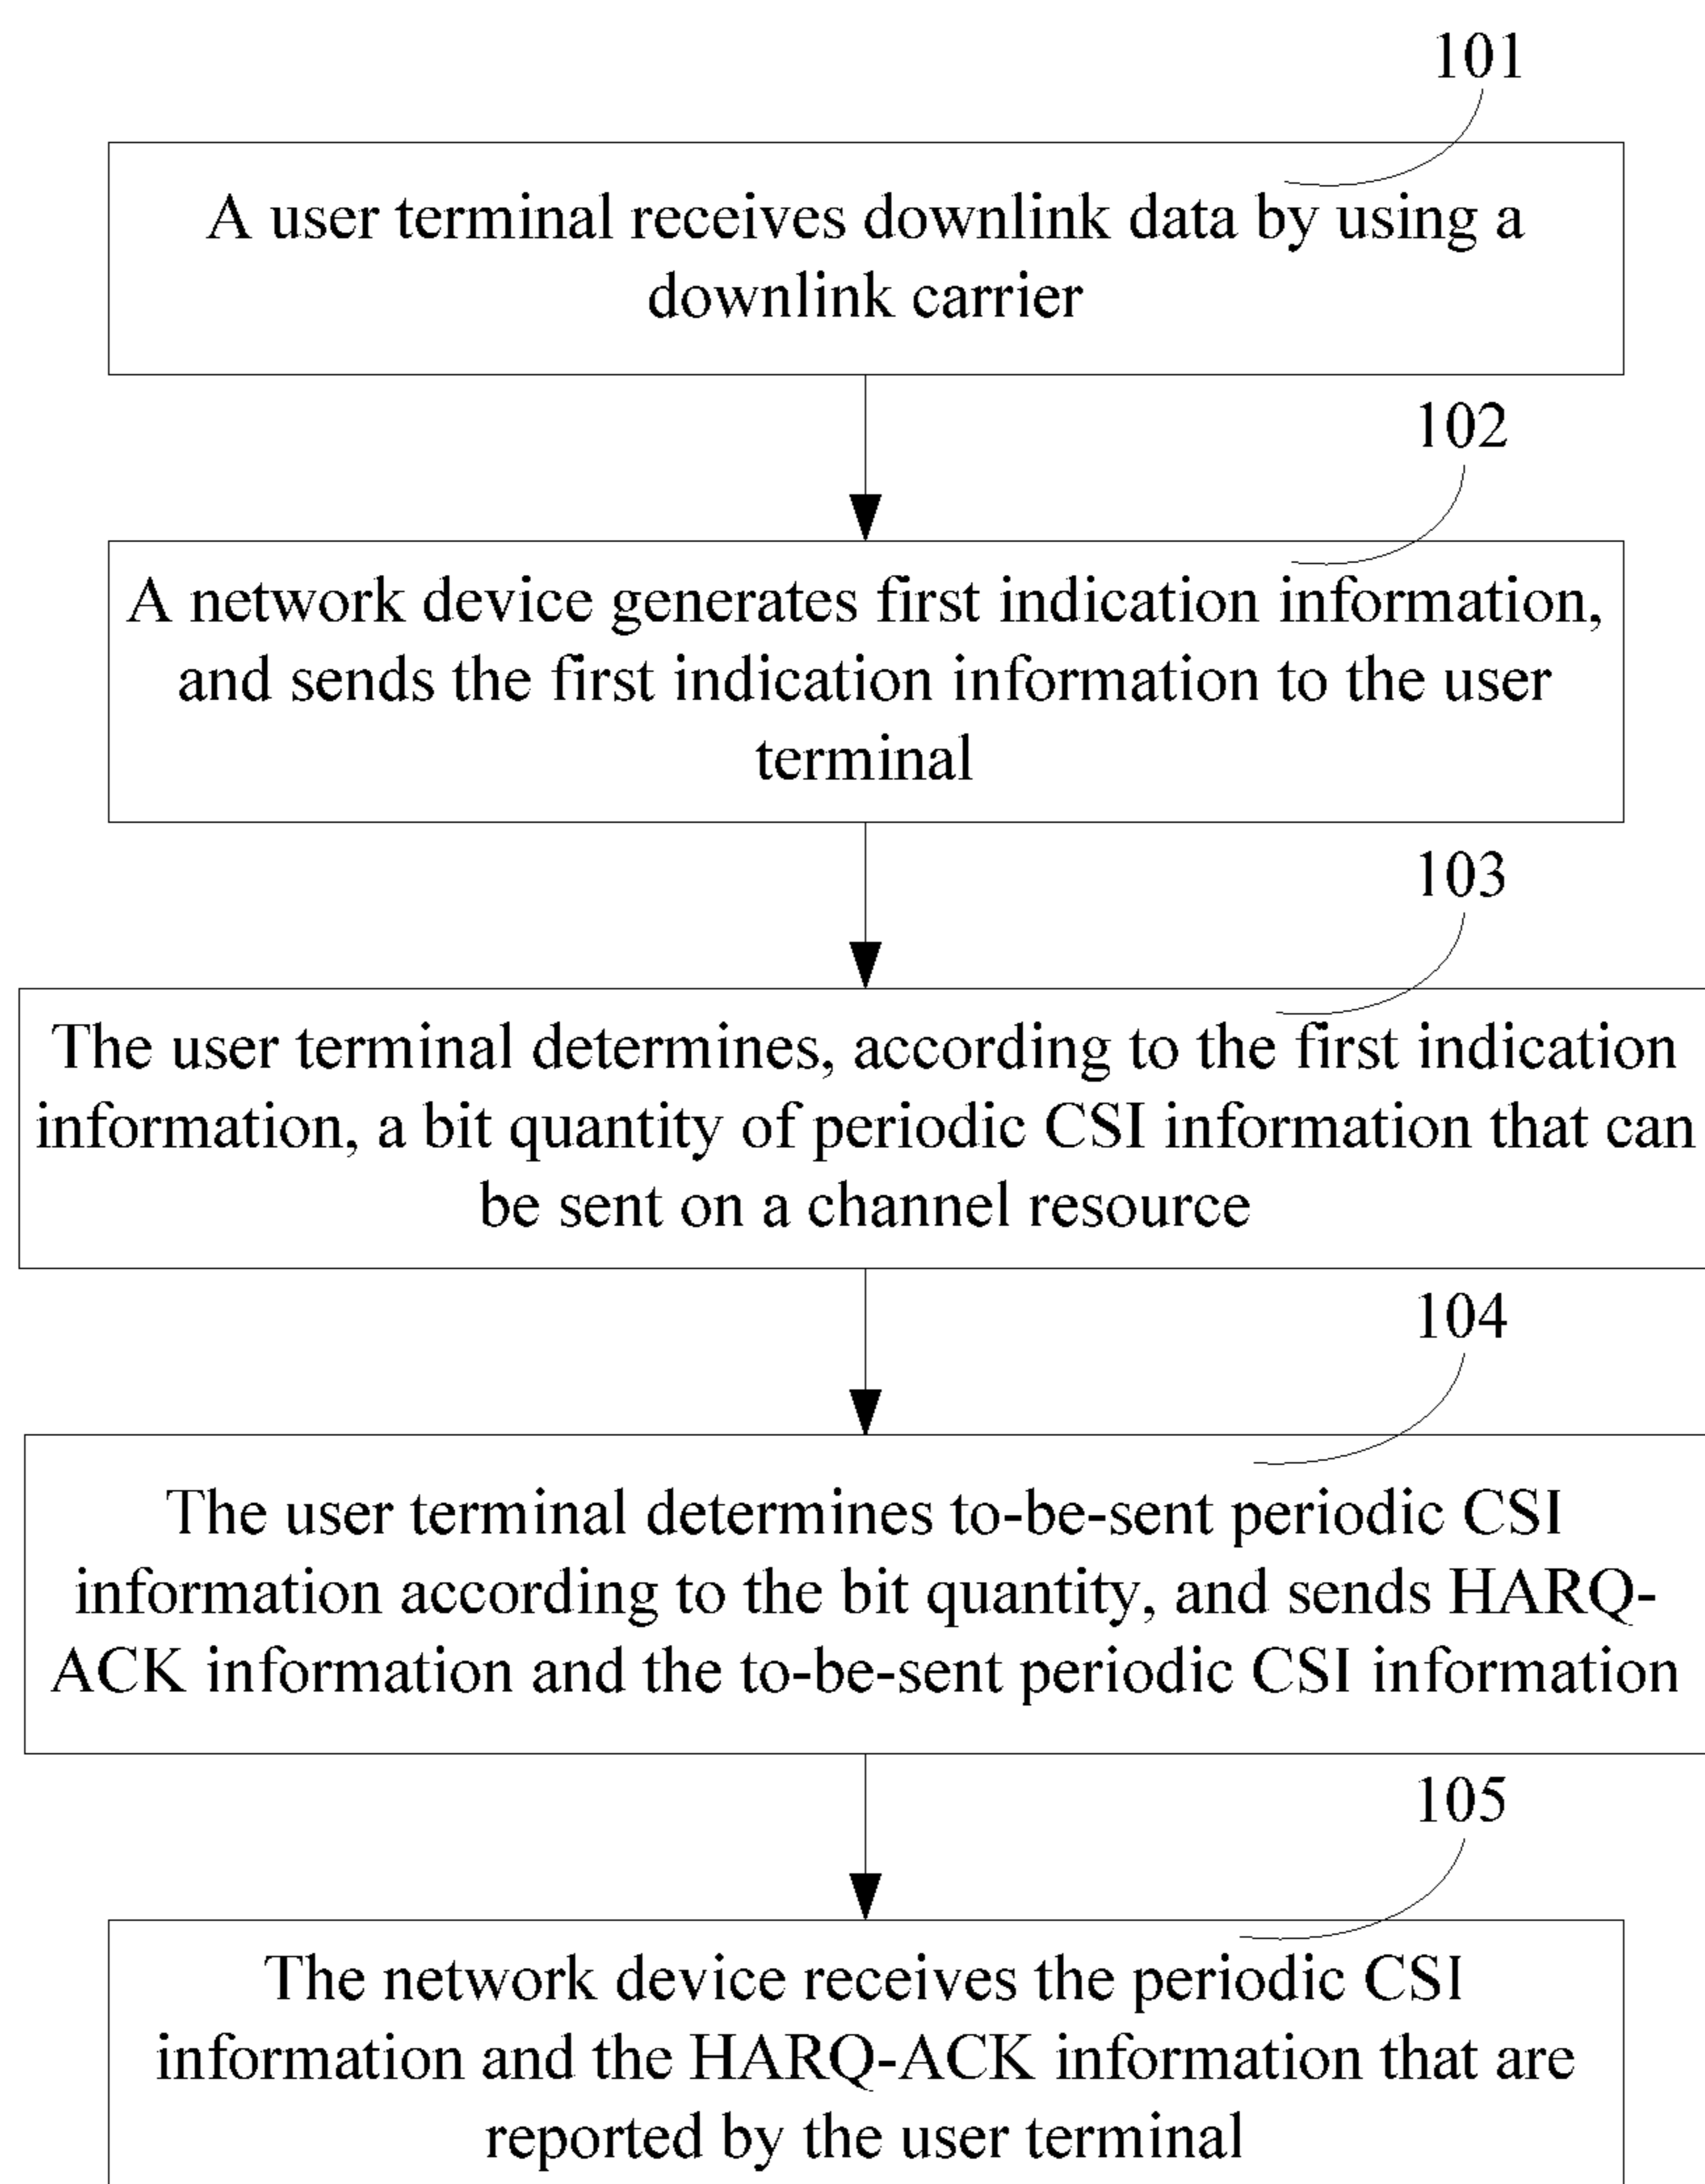 101
A user terminal receives downlink data by using a
downlink carrier
102
A network device generates first indication information,
and sends the first indication information to the user
terminal
103
The user terminal determines, according to the first indication
information, a bit quantity of periodic CSI information that can
be sent on a channel resource
104
The user terminal determines to-be-sent periodic CSI
information according to the bit quantity, and sends HARQ-
ACK information and the to-be-sent periodic CSI information
105
The network device receives the periodic CSI
information and the HARQ-ACK information that are
reported by the user terminal